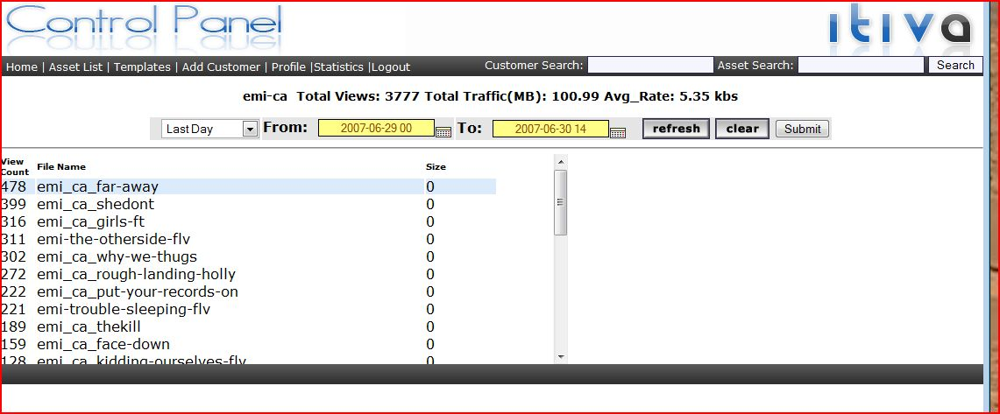 Control Panel
itiva
Home | Asset List | Templates | Add Customer | Profile |Statistics |Logout Customer Search: Asset Search: Search
emi-ca Total Views: 3777 Total Traffic(MB): 100.99 Avg_Rate: 5.35 kbs
Last Day From: 2007-06-29 00 To: 2007-06-30 14 refresh clear Submit
View Count File Name Size
478 emi_ca_far-away 0
399 emi_ca_shedont 0
316 emi_ca_girls-ft 0
311 emi-the-otherside-flv 0
302 emi_ca_why-we-thugs 0
272 emi_ca_rough-landing-holly 0
222 emi_ca_put-your-records-on 0
221 emi-trouble-sleeping-flv 0
189 emi_ca_thekill 0
159 emi_ca_face-down 0
128 emi_ca_kidding-ourselves-flv 0